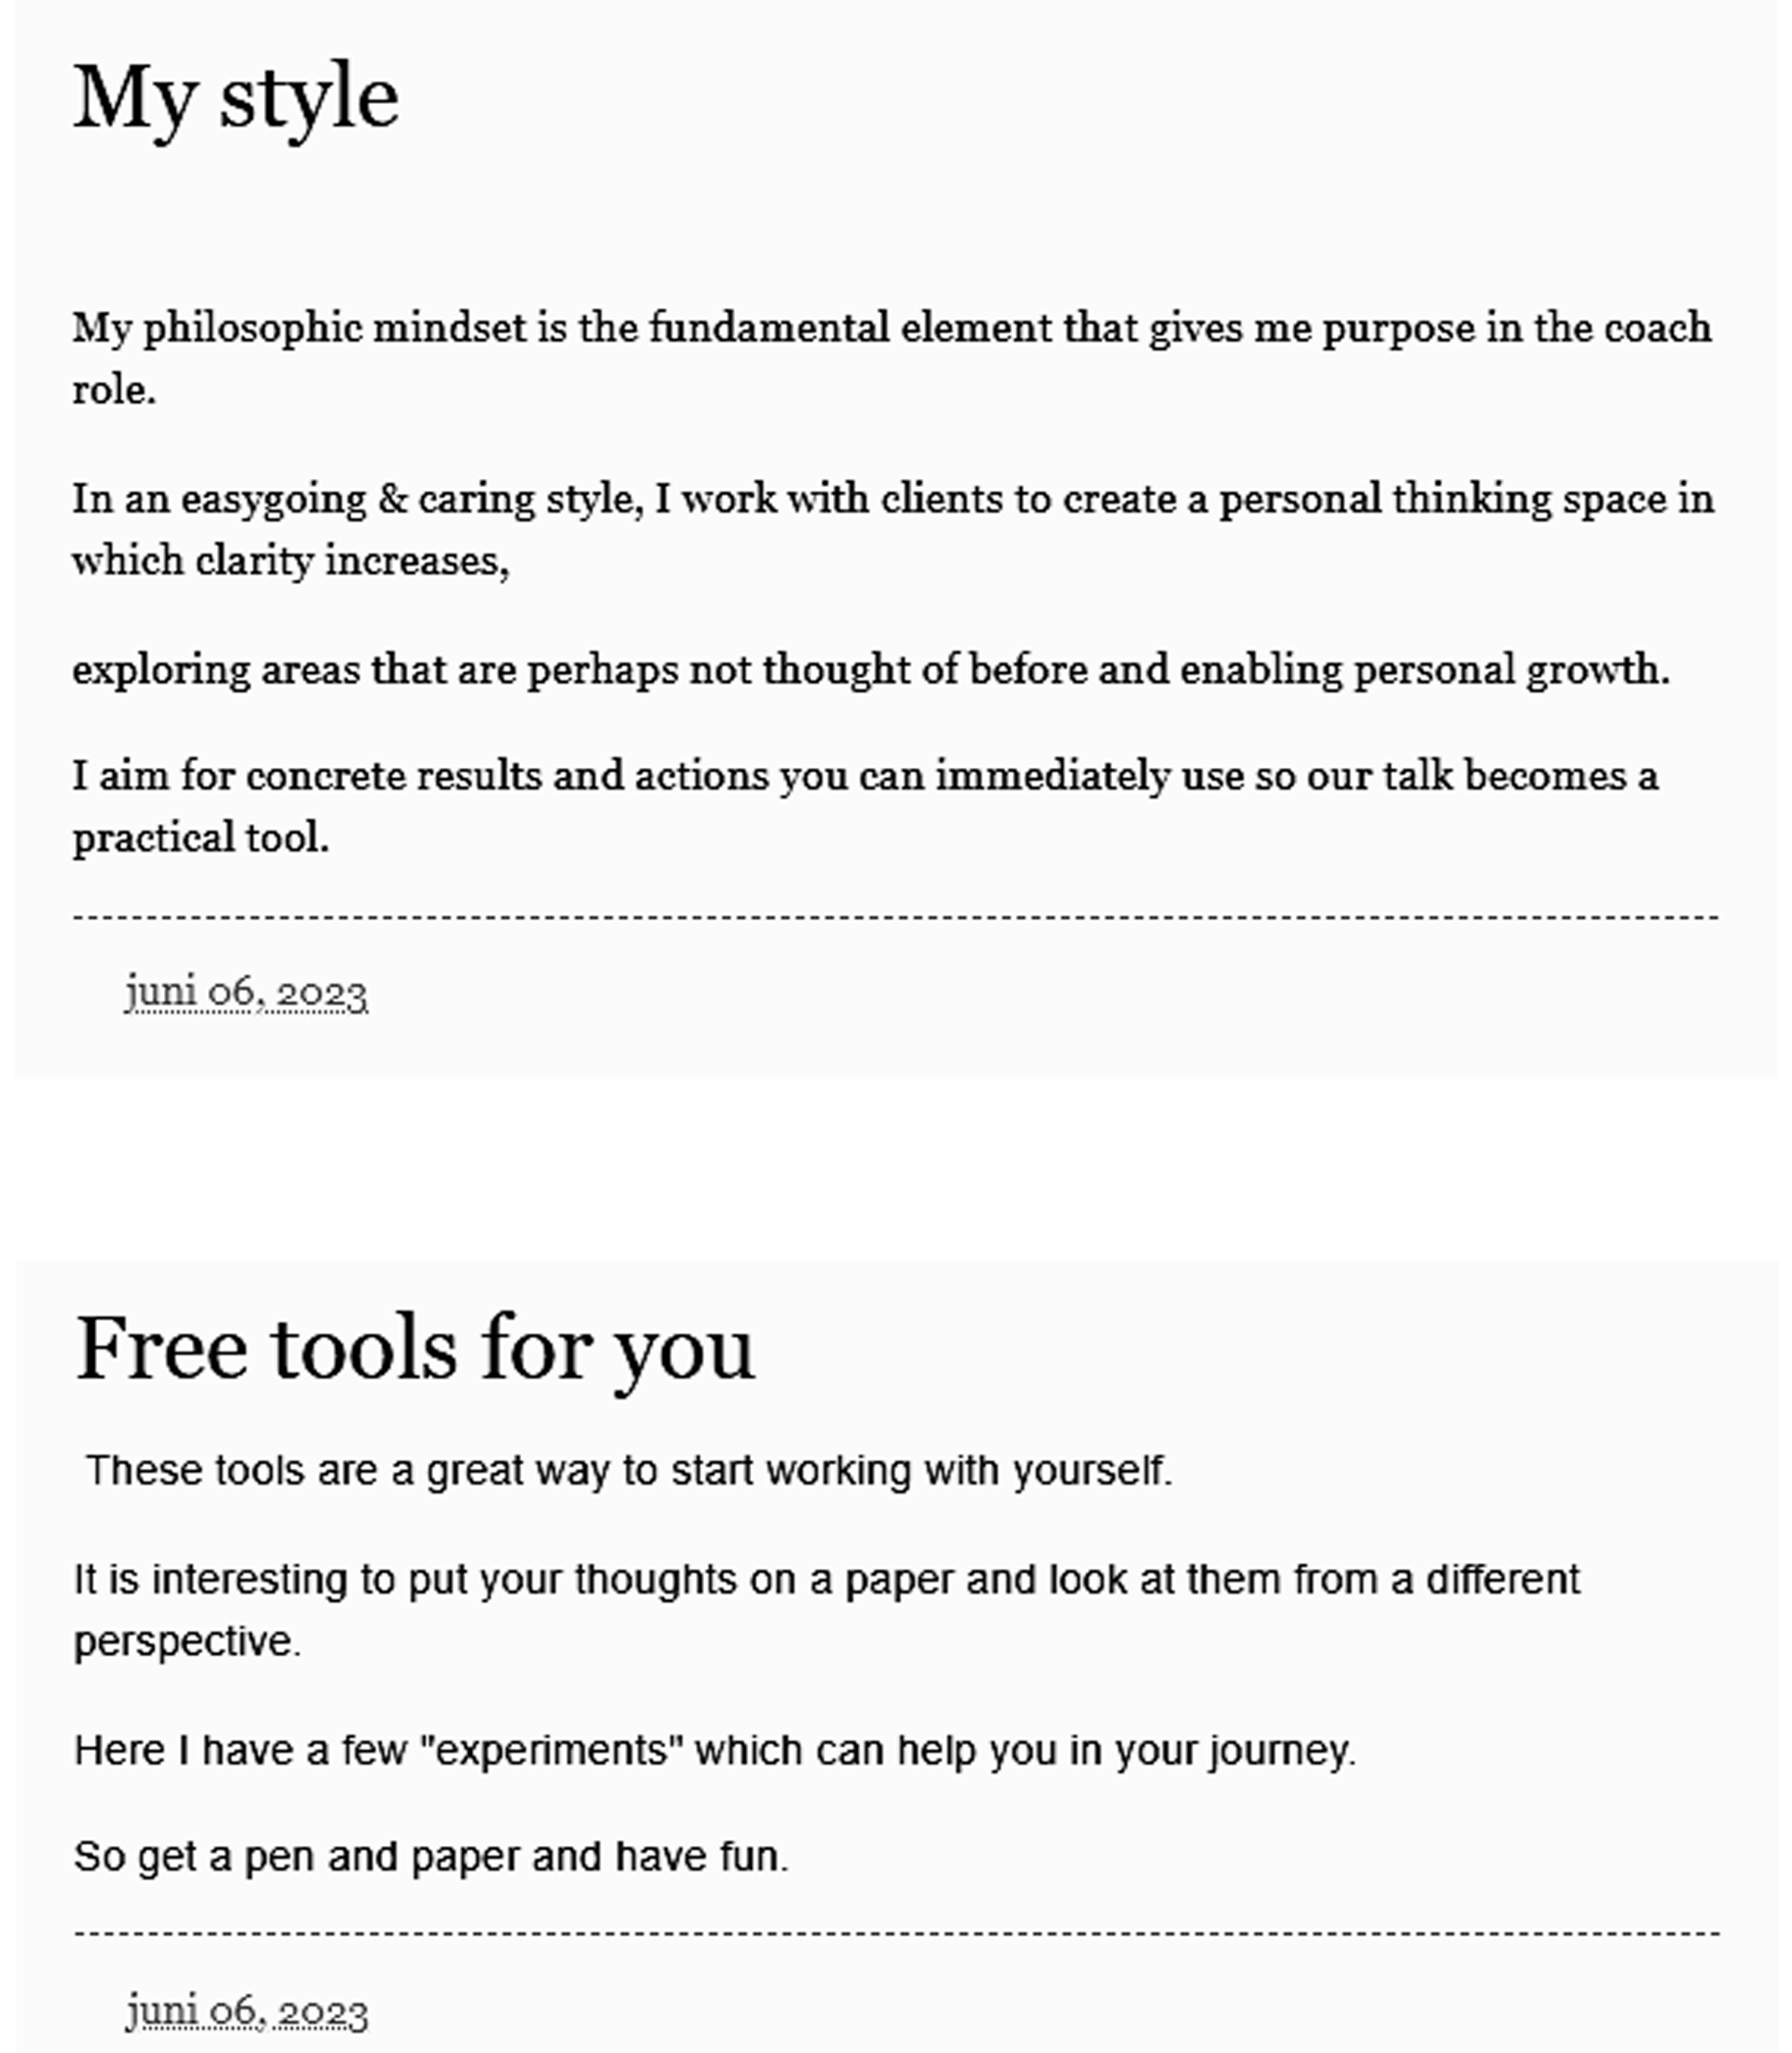 My style
My philosophic mindset is the fundamental element that gives me purpose in the coach
role.
In an easygoing & caring style, I work with clients to create a personal thinking space in
which clarity increases,
exploring areas that are perhaps not thought of before and enabling personal growth.
I aim for concrete results and actions you can immediately use so our talk becomes a
practical tool.
juni 06, 2023
Free tools for you
These tools are a great way to start working with yourself.
It is interesting to put your thoughts on a paper and look at them from a different
perspective.
Here I have a few "experiments" which can help you in your journey.
So get a pen and paper and have fun.
juni 06, 2023